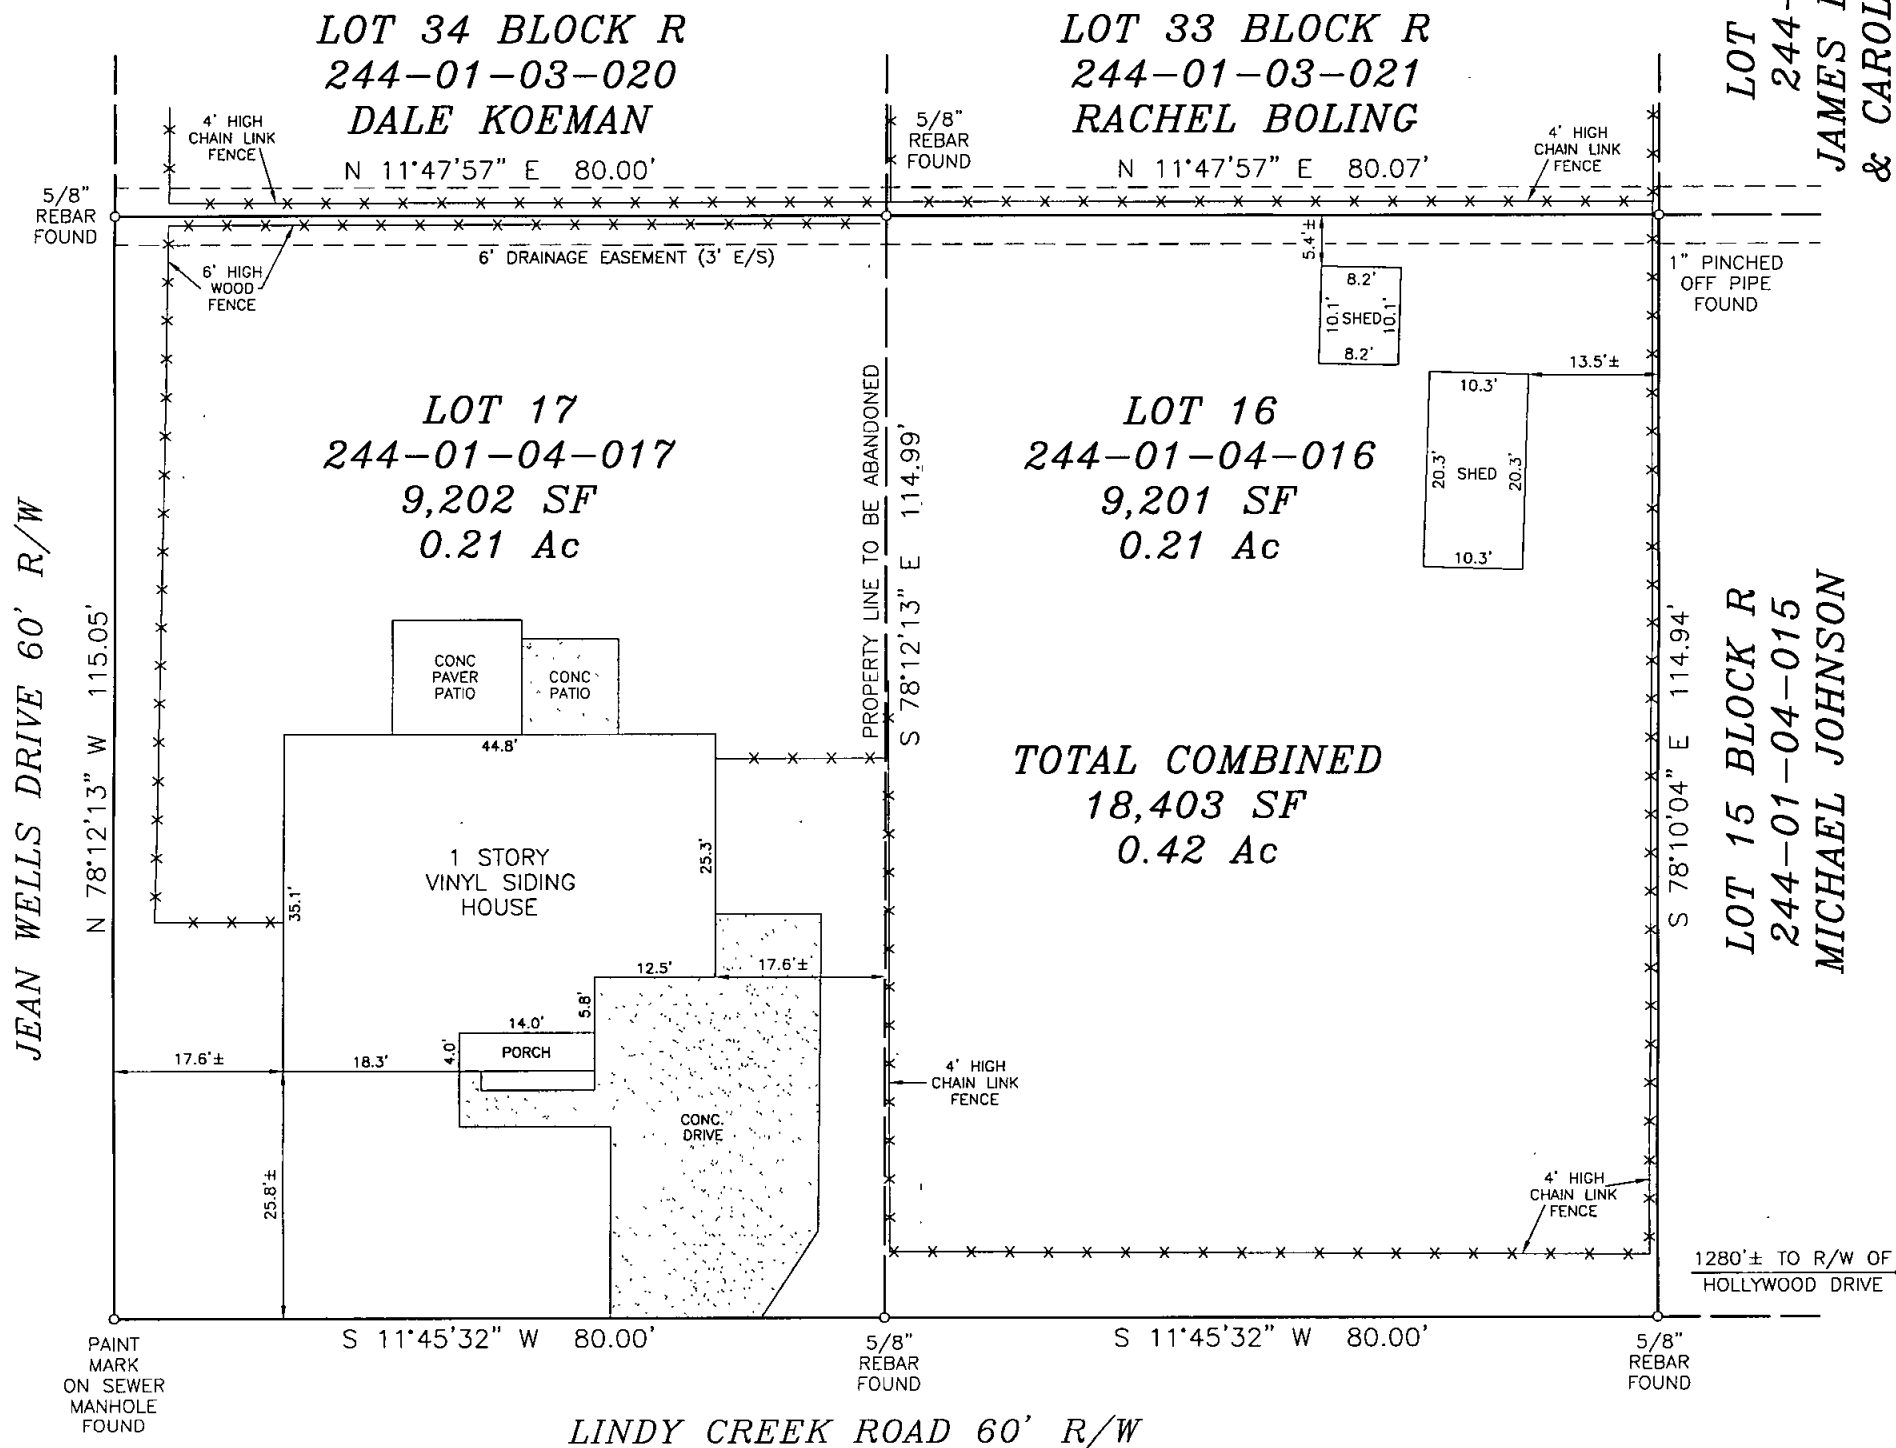 LOT 34 BLOCK R
244-01-03-020
DALE KOEMAN
N 11°47'57" E 80.00'
4' HIGH
CHAIN LINK
FENCE
5/8"
REBAR
FOUND
LOT 33 BLOCK R
244-01-03-021
RACHEL BOLING
N 11°47'57" E 80.07'
5/8"
REBAR
FOUND
4' HIGH
CHAIN LINK
FENCE
LOT
244-
JAMES
& CAROL
6' DRAINAGE EASEMENT (3' E/S)
6' HIGH
WOOD
FENCE
5.4'±
8.2'
10.1'
SHED
10.1'
8.2'
1" PINCHED
OFF PIPE
FOUND
13.5'±
10.3'
20.3'
SHED
20.3'
10.3'
LOT 17
244-01-04-017
9,202 SF
0.21 Ac
PROPERTY LINE TO BE ABANDONED
S 78°12'13" E 114.99'
LOT 16
244-01-04-016
9,201 SF
0.21 Ac
JEAN WELLS DRIVE 60' R/W
N 78°12'13" W 115.05'
CONC
PAVER
PATIO
CONC
PATIO
44.8'
1 STORY
VINYL SIDING
HOUSE
35.1'
25.3'
TOTAL COMBINED
18,403 SF
0.42 Ac
S 78°10'04" E 114.94'
LOT 15 BLOCK R
244-01-04-015
MICHAEL JOHNSON
12.5'
17.6'±
5.8'
14.0'
4.0'
PORCH
17.6'±
18.3'
25.8'±
CONC.
DRIVE
4' HIGH
CHAIN LINK
FENCE
4' HIGH
CHAIN LINK
FENCE
1280'± TO R/W OF
HOLLYWOOD DRIVE
PAINT
MARK
ON SEWER
MANHOLE
FOUND
S 11°45'32" W 80.00'
5/8"
REBAR
FOUND
S 11°45'32" W 80.00'
5/8"
REBAR
FOUND
LINDY CREEK ROAD 60' R/W